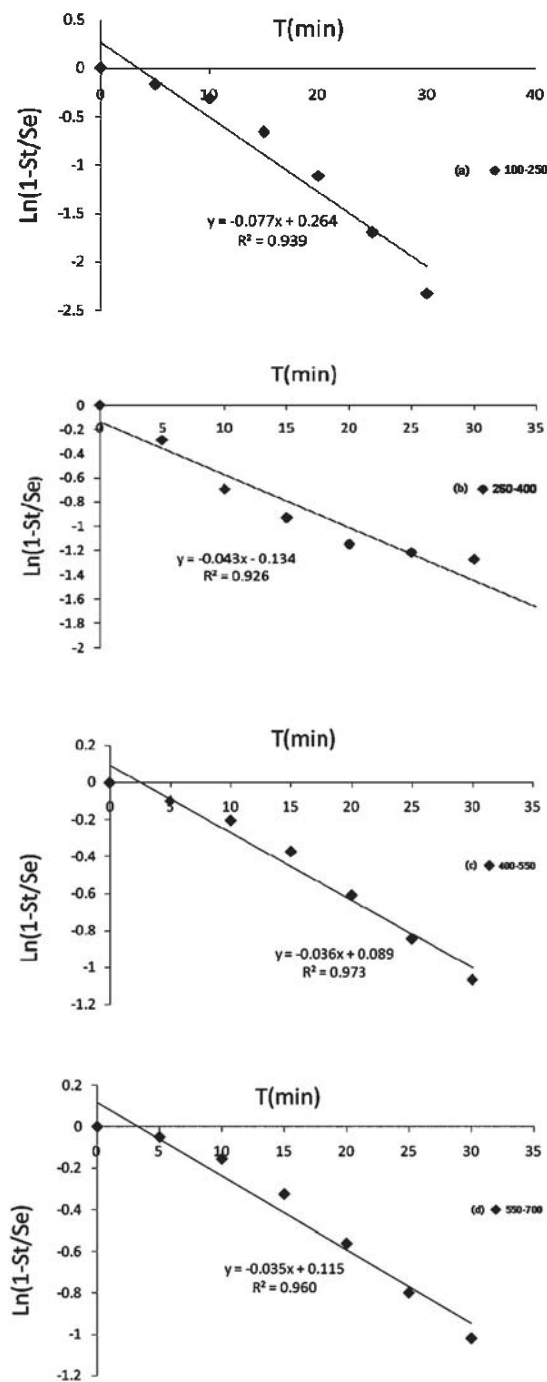 T(min)
0.5
0
0 10 20 30 40
-0.5
-1
-1.5
-2
-2.5
Ln(1-St/Se)
(a) 100-250
y = -0.077x + 0.264
R² = 0.939
T(min)
0
0 5 10 15 20 25 30 35
-0.2
-0.4
-0.6
-0.8
-1
-1.2
-1.4
-1.6
-1.8
-2
Ln(1-St/Se)
(b) 250-400
y = -0.043x - 0.134
R² = 0.926
T(min)
0.2
0
0 5 10 15 20 25 30 35
-0.2
-0.4
-0.6
-0.8
-1
-1.2
Ln(1-St/Se)
(c) 400-550
y = -0.036x + 0.089
R² = 0.973
T(min)
0.2
0
0 5 10 15 20 25 30 35
-0.2
-0.4
-0.6
-0.8
-1
-1.2
Ln(1-St/Se)
(d) 550-700
y = -0.035x + 0.115
R² = 0.960